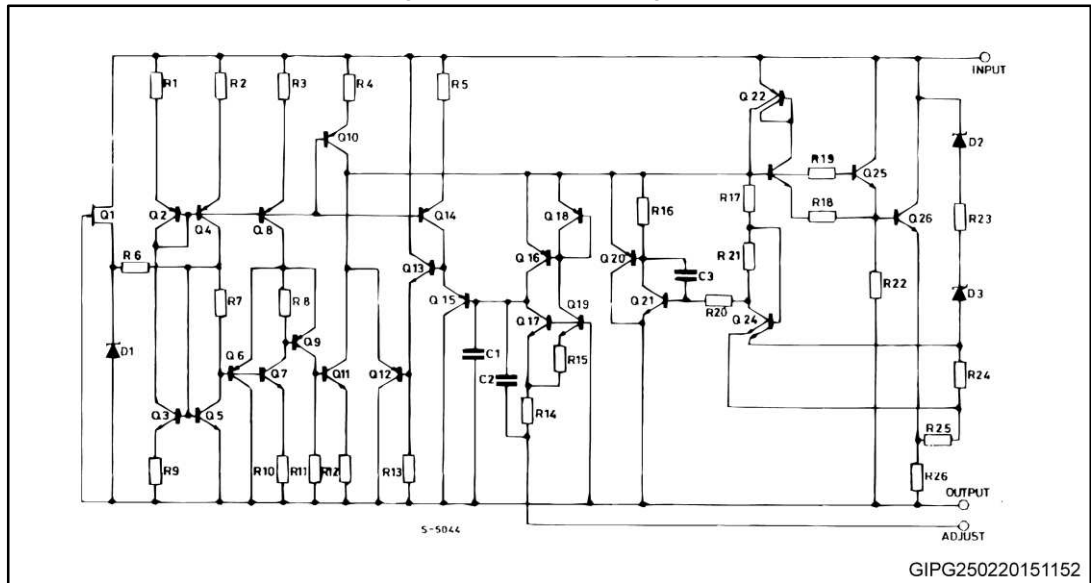 INPUT
R1
R2
R3
R4
R5
Q22
D2
Q10
R19
Q25
R17
R18
Q26
R23
Q1
Q2
Q4
Q8
Q14
Q18
R16
R6
Q13
Q16
Q20
R21
C3
R22
D3
R7
R8
Q15
Q19
Q21
R20
Q24
D1
Q6
Q9
Q17
Q7
Q11
Q12
C1
R15
R24
C2
Q3
Q5
R14
R25
R9
R10
R11
R12
R13
R26
OUTPUT
S-5044
ADJUST
GIPG250220151152